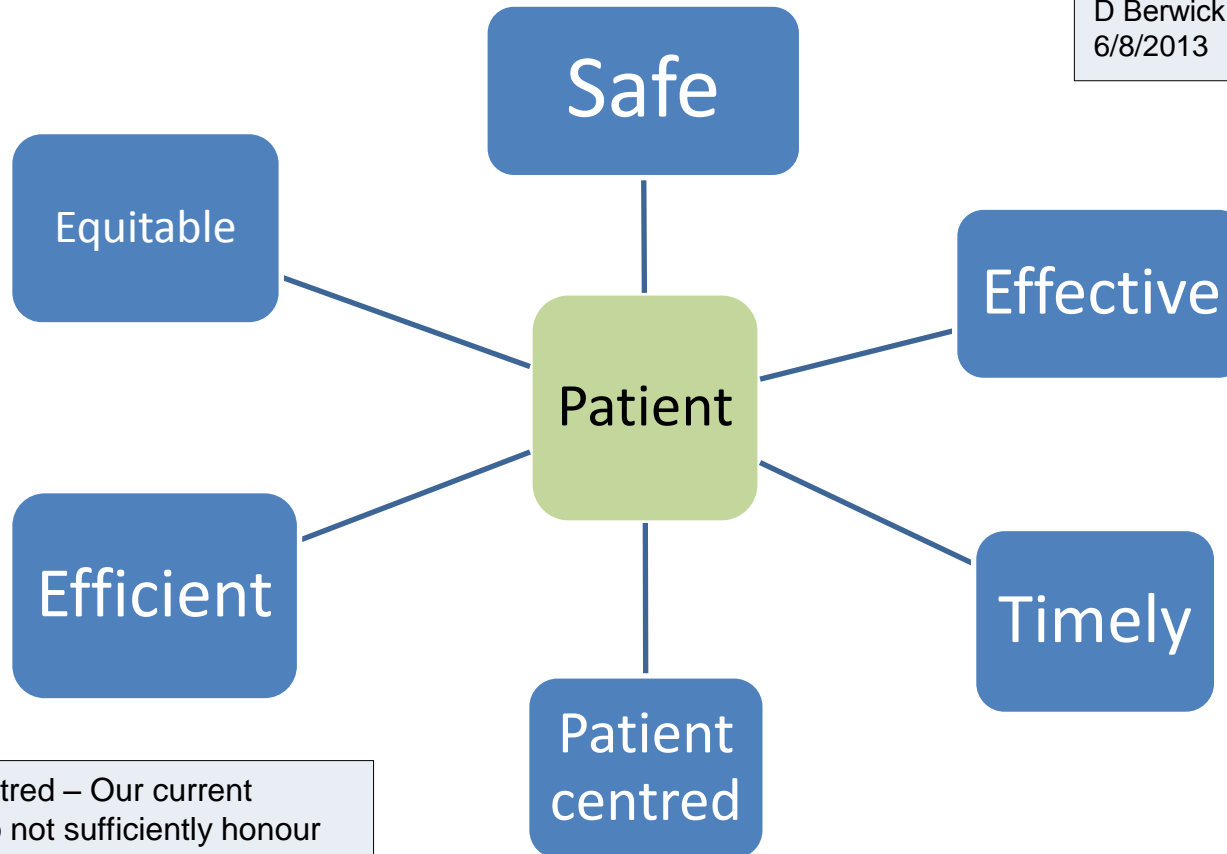 D Berwick
6/8/2013
Safe
Equitable
Effective
Patient
Efficient
Timely
Patient
centred
tred – Our current
not sufficiently honour